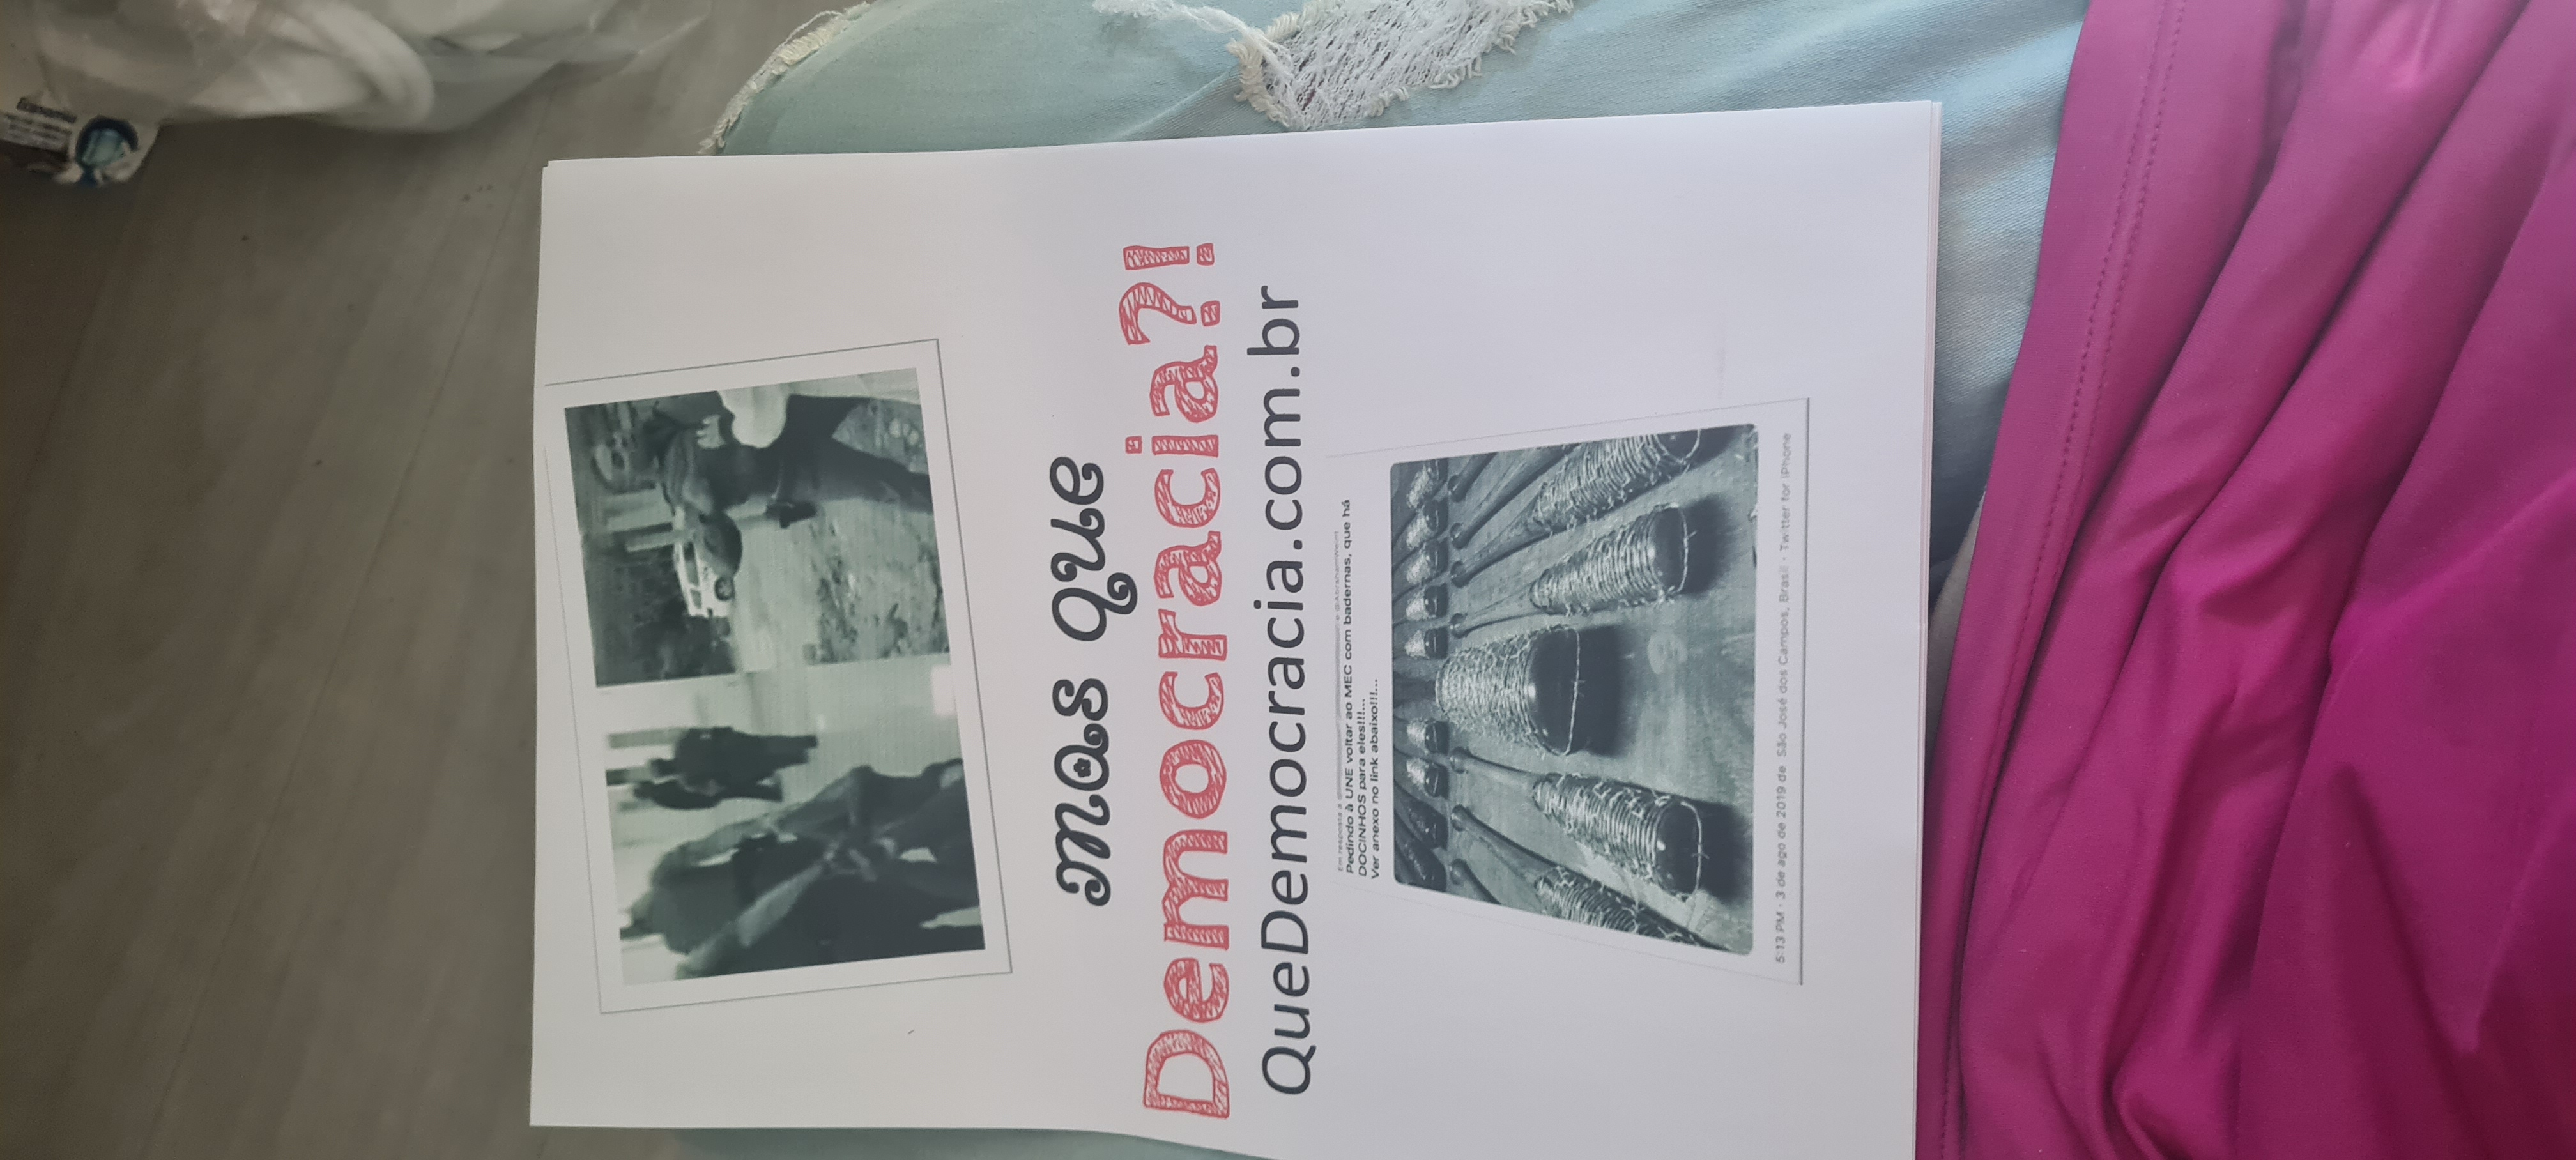 mas que
Democracia?!
QueDemocracia.com.br
Em resposta a e @AbrahamWeint
Pedindo à UNE voltar ao MEC com badernas, que há
DOCINHOS para eles!!!...
Ver anexo no link abaixo!!!...
5:13 PM · 3 de ago de 2019 de São José dos Campos, Brasil · Twitter for iPhone